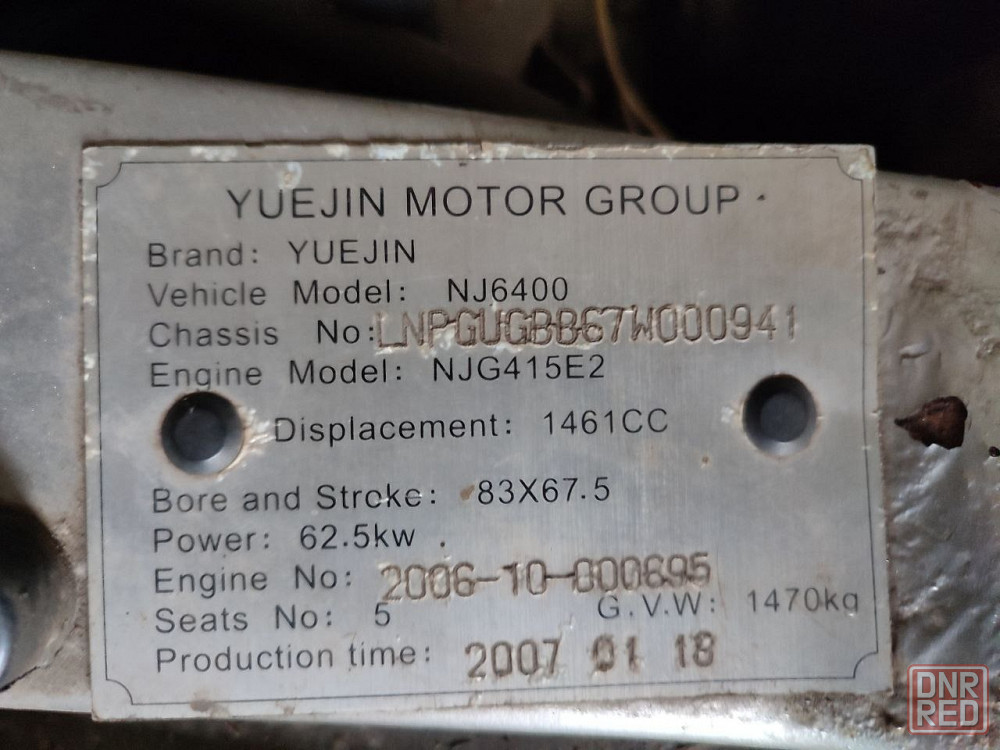 YUEJIN MOTOR GROUP
Brand: YUEJIN
Vehicle Model: NJ6400
Chassis No: LNPGUGBB67W000941
Engine Model: NJG415E2
Displacement: 1461CC
Bore and Stroke: 83X67.5
Power: 62.5kw
Engine No: 2006-10-000695
Seats No: 5 G.V.W: 1470kg
Production time: 2007 01 18
DNR
RED